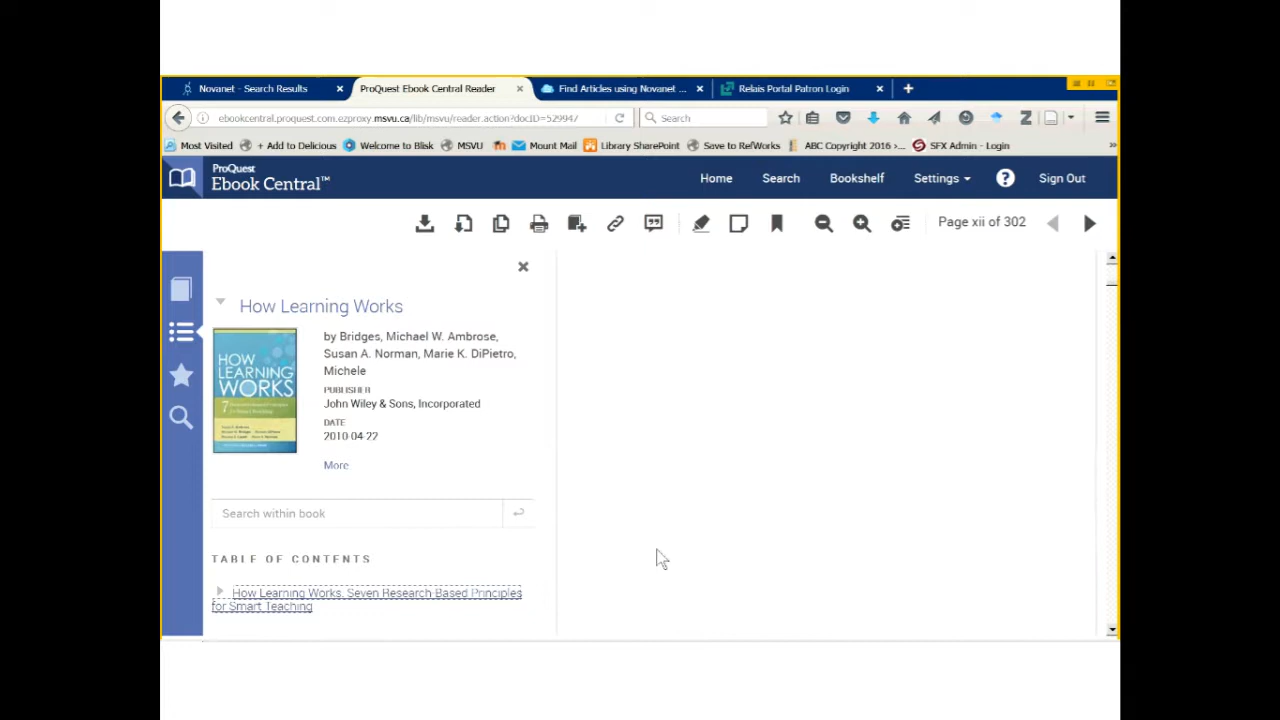 Novanet - Search Results
ProQuest Ebook Central Reader
Find Articles using Novanet ...
Relais Portal Patron Login
ebookcentral.proquest.com.ezproxy.msvu.ca/lib/msvu/reader.action?docID=529947
Search
Most Visited
+ Add to Delicious
Welcome to Blisk
MSVU
Mount Mail
Library SharePoint
Save to RefWorks
ABC Copyright 2016 >...
SFX Admin - Login
ProQuest
Ebook Central™
Home
Search
Bookshelf
Settings
Sign Out
Page xii of 302
How Learning Works
HOW
LEARNING
WORKS
by Bridges, Michael W. Ambrose,
Susan A. Norman, Marie K. DiPietro,
Michele
PUBLISHER
John Wiley & Sons, Incorporated
DATE
2010-04-22
More
Search within book
TABLE OF CONTENTS
How Learning Works. Seven Research Based Principles
for Smart Teaching